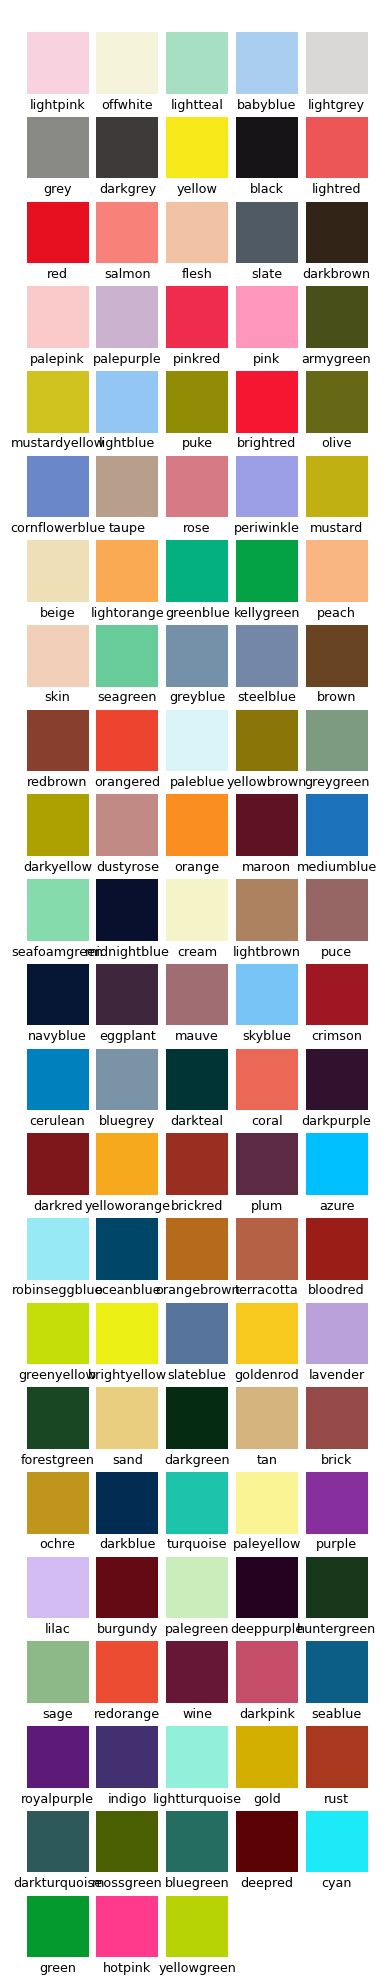 lightpink offwhite lightteal babyblue lightgrey
grey darkgrey yellow black lightred
red salmon flesh slate darkbrown
palepink palepurple pinkred pink armygreen
mustardyellow lightblue puke brightred olive
cornflowerblue taupe rose periwinkle mustard
beige lightorange greenblue kellygreen peach
skin seagreen greyblue steelblue brown
redbrown orangered paleblue yellowbrown greygreen
darkyellow dustyrose orange maroon mediumblue
seafoamgreen midnightblue cream lightbrown puce
navyblue eggplant mauve skyblue crimson
cerulean bluegrey darkteal coral darkpurple
darkred yelloworange brickred plum azure
robinseggblue oceanblue orangebrown terracotta bloodred
greenyellow brightyellow slateblue goldenrod lavender
forestgreen sand darkgreen tan brick
ochre darkblue turquoise paleyellow purple
lilac burgundy palegreen deeppurple huntergreen
sage redorange wine darkpink seablue
royalpurple indigo lightturquoise gold rust
darkturquoise mossgreen bluegreen deepred cyan
green hotpink yellowgreen